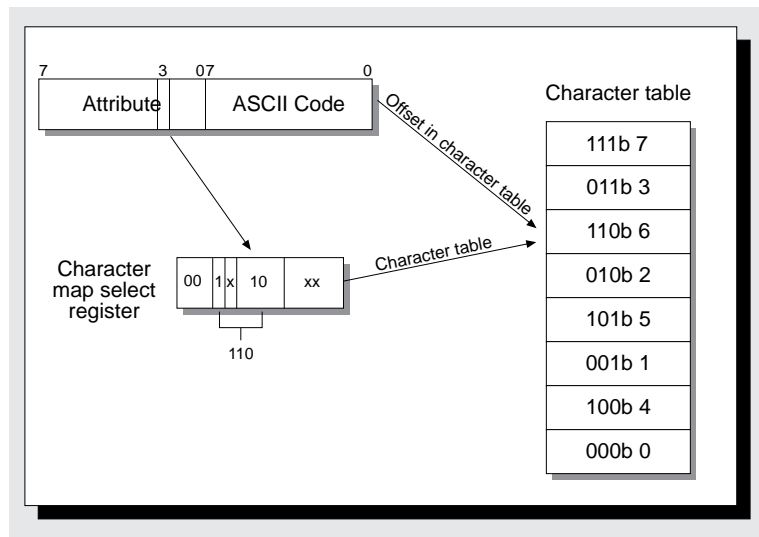 7 3 07 0
Attribute ASCII Code
Offset in character table
Character table
Character
map select
register
00 1 x 10 xx
110
Character table
111b 7
011b 3
110b 6
010b 2
101b 5
001b 1
100b 4
000b 0